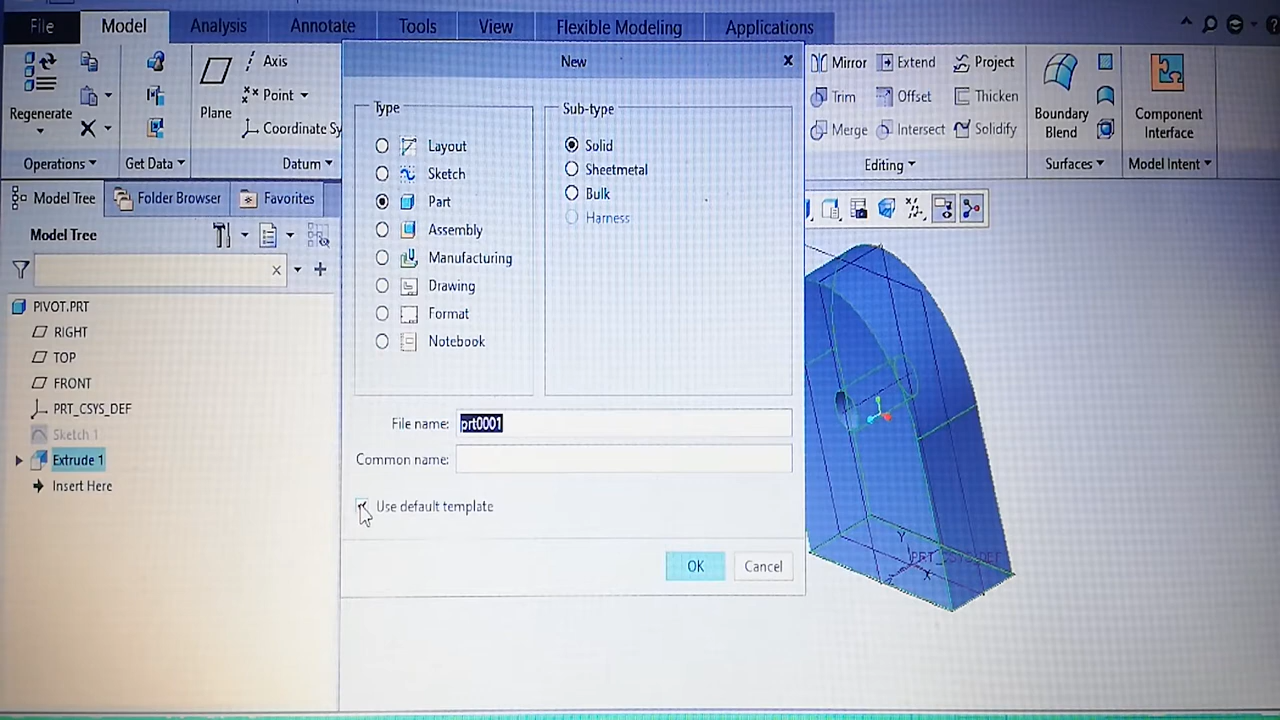 File Model Analysis Annotate Tools View Flexible Modeling Applications
New
Regenerate
Plane
Axis
Point
Coordinate Sy
Operations Get Data Datum
Mirror Extend Project
Trim Offset Thicken
Merge Intersect Solidify
Editing
Boundary
Blend
Surfaces
Component
Interface
Model Intent
Model Tree Folder Browser Favorites
Model Tree
PIVOT.PRT
RIGHT
TOP
FRONT
PRT_CSYS_DEF
Sketch 1
Extrude 1
Insert Here
Type
Layout
Sketch
Part
Assembly
Manufacturing
Drawing
Format
Notebook
Sub-type
Solid
Sheetmetal
Bulk
Harness
File name: prt0001
Common name:
Use default template
OK Cancel
Y
PRT_CSYS_DEF
X
Z